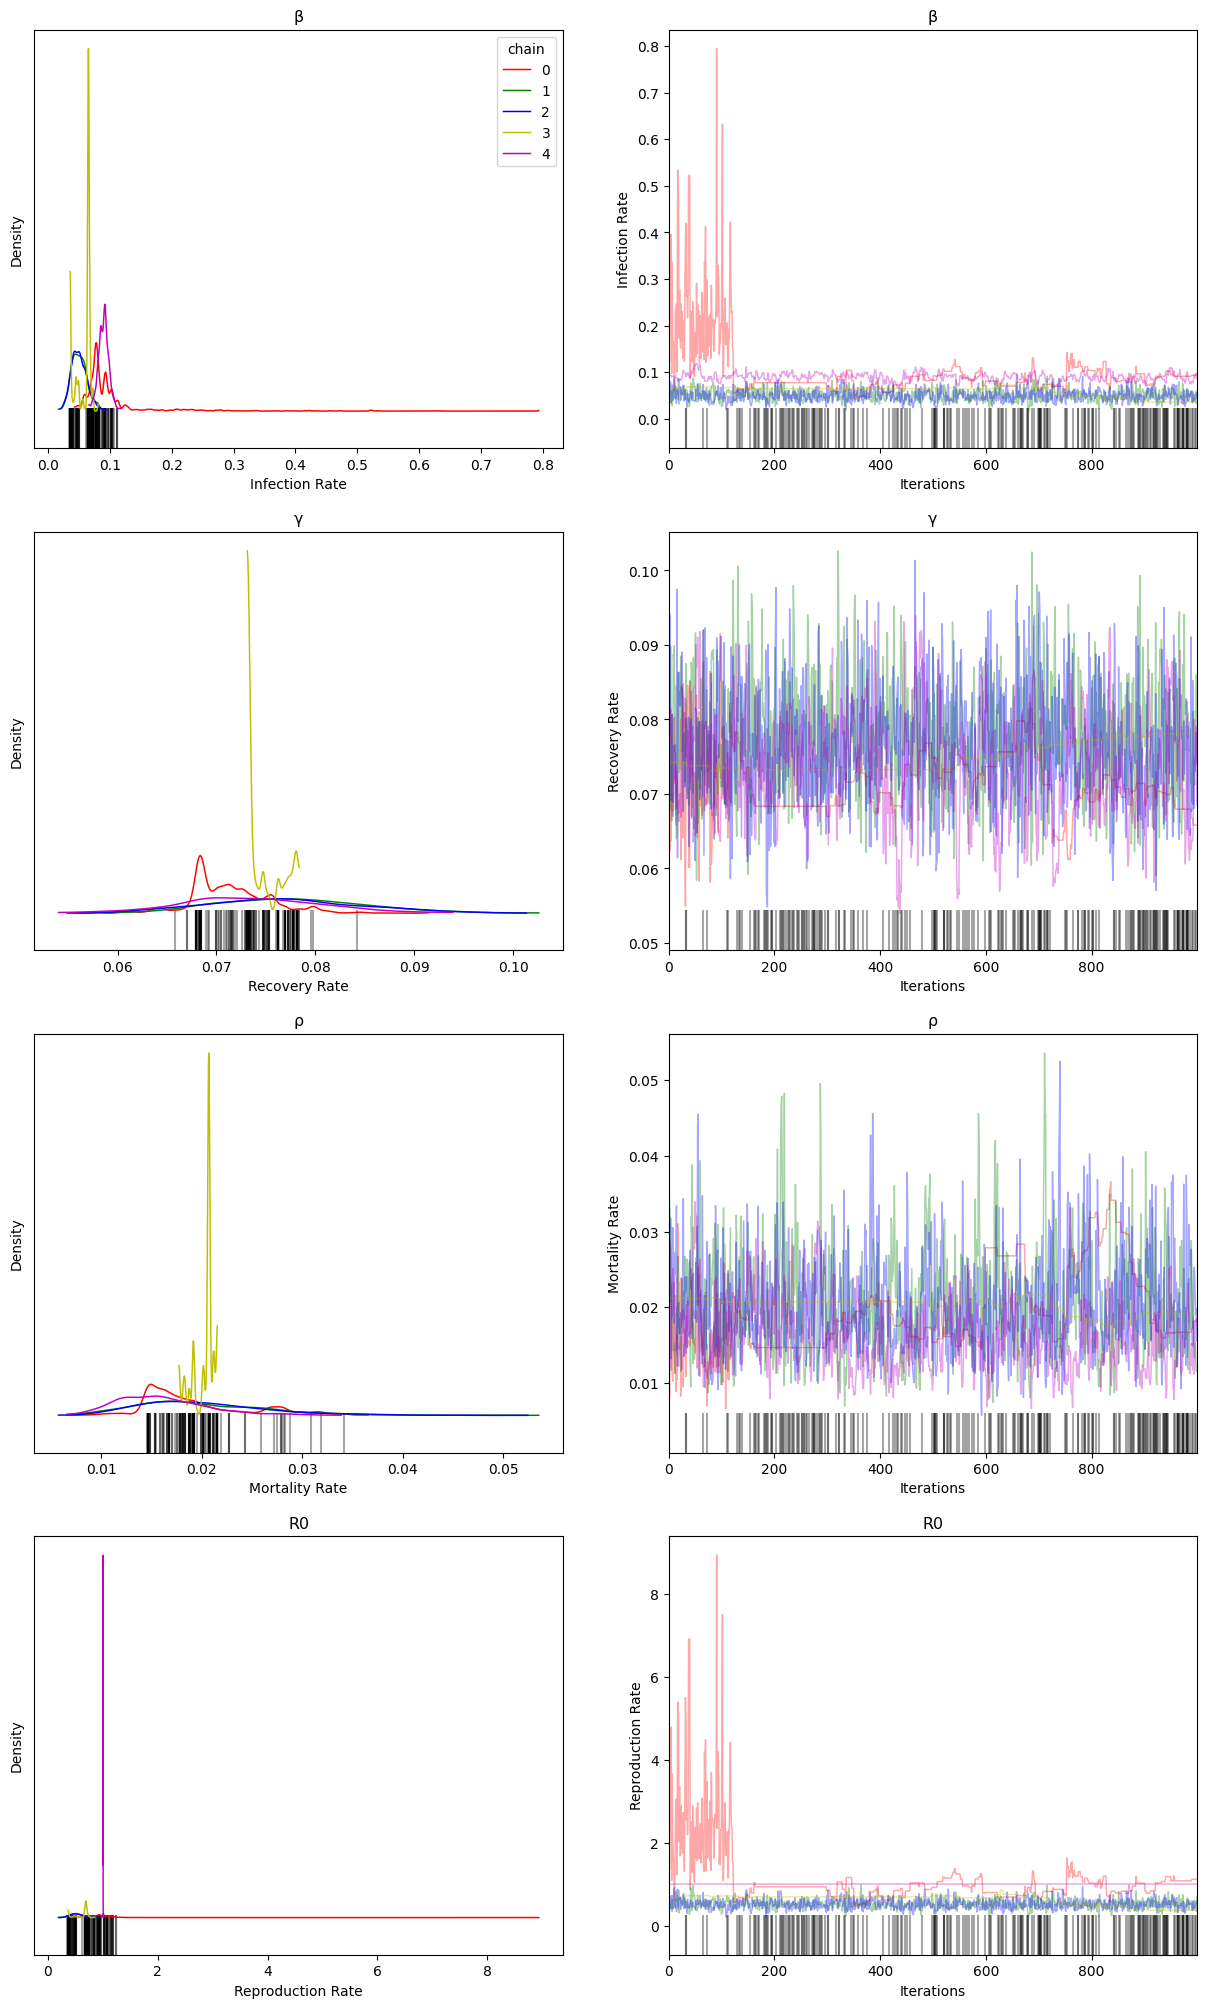 β
Density
chain
0
1
2
3
4
0.0 0.1 0.2 0.3 0.4 0.5 0.6 0.7 0.8
Infection Rate
β
Infection Rate
0.8
0.7
0.6
0.5
0.4
0.3
0.2
0.1
0.0
0 200 400 600 800
Iterations
γ
Density
0.06 0.07 0.08 0.09 0.10
Recovery Rate
γ
Recovery Rate
0.10
0.09
0.08
0.07
0.06
0.05
0 200 400 600 800
Iterations
ρ
Density
0.01 0.02 0.03 0.04 0.05
Mortality Rate
ρ
Mortality Rate
0.05
0.04
0.03
0.02
0.01
0 200 400 600 800
Iterations
R0
Density
0 2 4 6 8
Reproduction Rate
R0
Reproduction Rate
8
6
4
2
0
0 200 400 600 800
Iterations